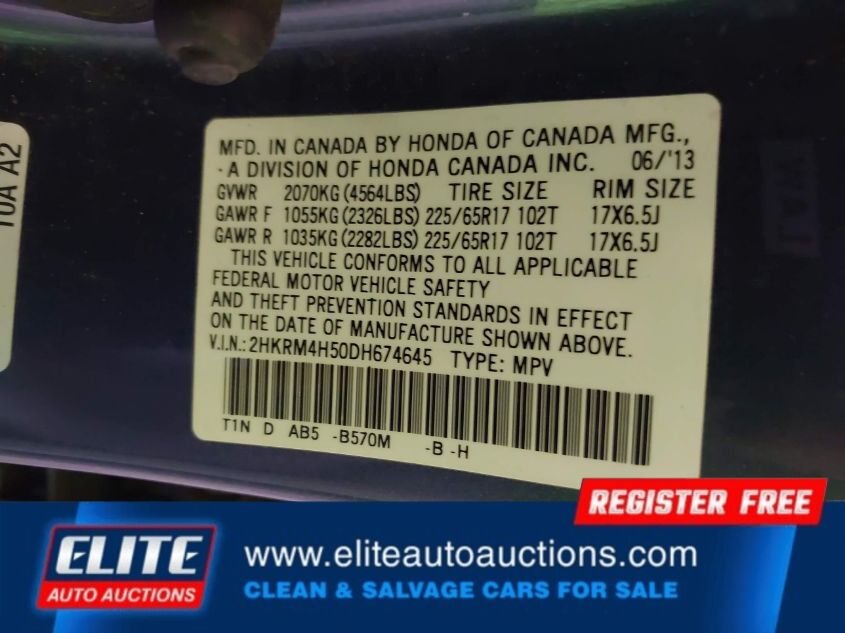 10A A2
MFD. IN CANADA BY HONDA OF CANADA MFG.,
-A DIVISION OF HONDA CANADA INC. 06/'13
GVWR 2070KG (4564LBS) TIRE SIZE RIM SIZE
GAWR F 1055KG (2326LBS) 225/65R17 102T 17X6.5J
GAWR R 1035KG (2282LBS) 225/65R17 102T 17X6.5J
THIS VEHICLE CONFORMS TO ALL APPLICABLE
FEDERAL MOTOR VEHICLE SAFETY
AND THEFT PREVENTION STANDARDS IN EFFECT
ON THE DATE OF MANUFACTURE SHOWN ABOVE.
V.I.N.: 2HKRM4H50DH674645 TYPE: MPV
T1N D AB5 -B570M -B -H
REGISTER FREE
ELITE
AUTO AUCTIONS
www.eliteautoauctions.com
CLEAN & SALVAGE CARS FOR SALE